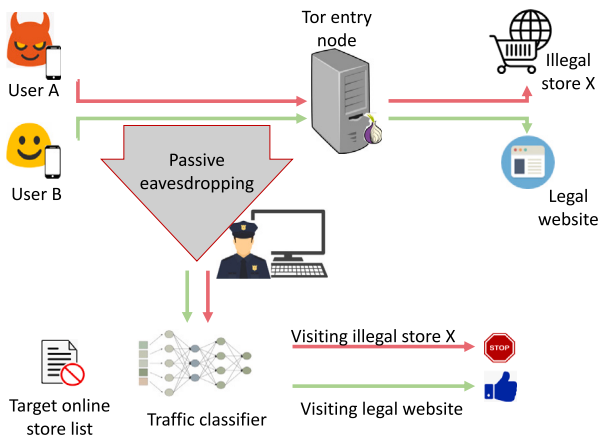 Tor entry
node
Illegal
store X
User A
User B
Passive
eavesdropping
Legal
website
Visiting illegal store X
STOP
Target online
store list
Traffic classifier
Visiting legal website